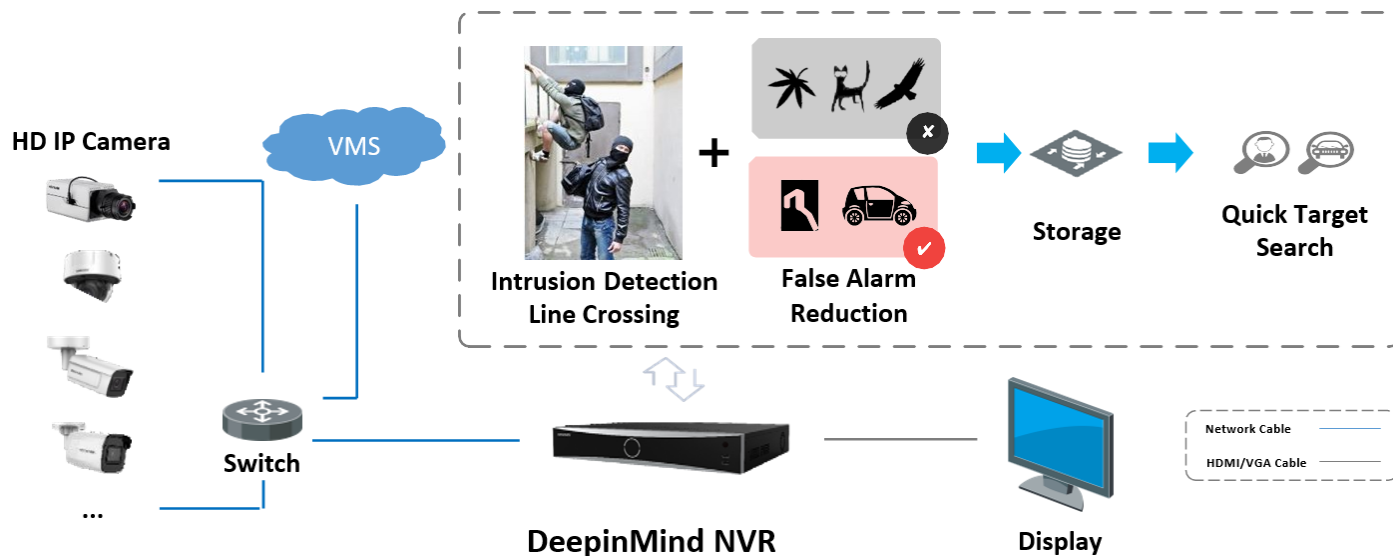 HD IP Camera
VMS
Intrusion Detection
Line Crossing
+
False Alarm
Reduction
Storage
Quick Target
Search
Switch
...
DeepinMind NVR
Display
Network Cable
HDMI/VGA Cable